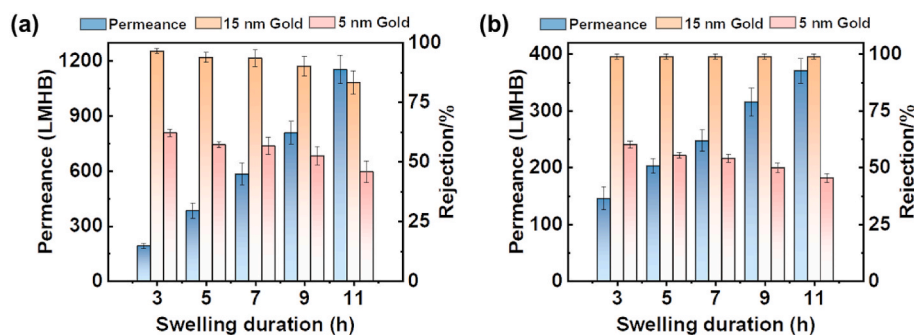 (a)
Permeance 15 nm Gold 5 nm Gold
Permeance (LMHB)
1200
900
600
300
0
100
75
50
25
0
Rejection/%
3 5 7 9 11
Swelling duration (h)
(b)
Permeance 15 nm Gold 5 nm Gold
Permeance (LMHB)
400
300
200
100
0
100
75
50
25
0
Rejection/%
3 5 7 9 11
Swelling duration (h)